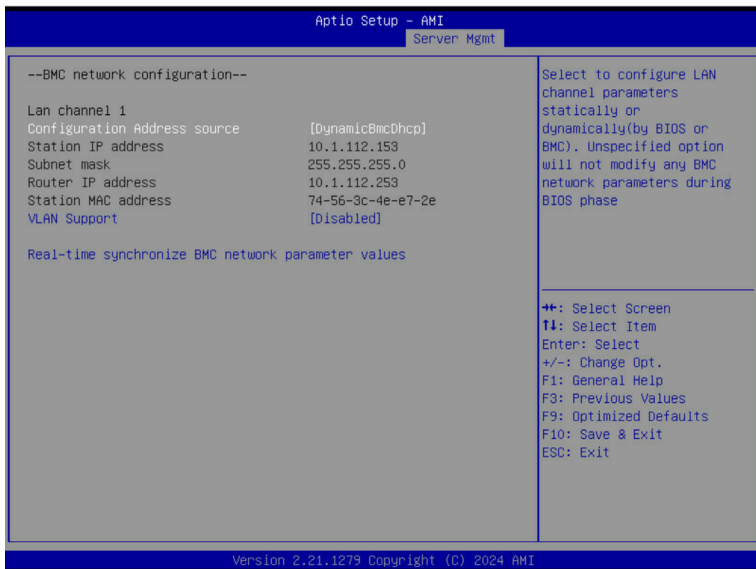 Aptio Setup - AMI
Server Mgmt
--BMC network configuration--
Lan channel 1
Configuration Address source [DynamicBmcDhcp]
Station IP address 10.1.112.153
Subnet mask 255.255.255.0
Router IP address 10.1.112.253
Station MAC address 74-56-3c-4e-e7-2e
VLAN Support [Disabled]
Real-time synchronize BMC network parameter values
Select to configure LAN
channel parameters
statically or
dynamically(by BIOS or
BMC). Unspecified option
will not modify any BMC
network parameters during
BIOS phase
→←: Select Screen
↑↓: Select Item
Enter: Select
+/-: Change Opt.
F1: General Help
F3: Previous Values
F9: Optimized Defaults
F10: Save & Exit
ESC: Exit
Version 2.21.1279 Copyright (C) 2024 AMI